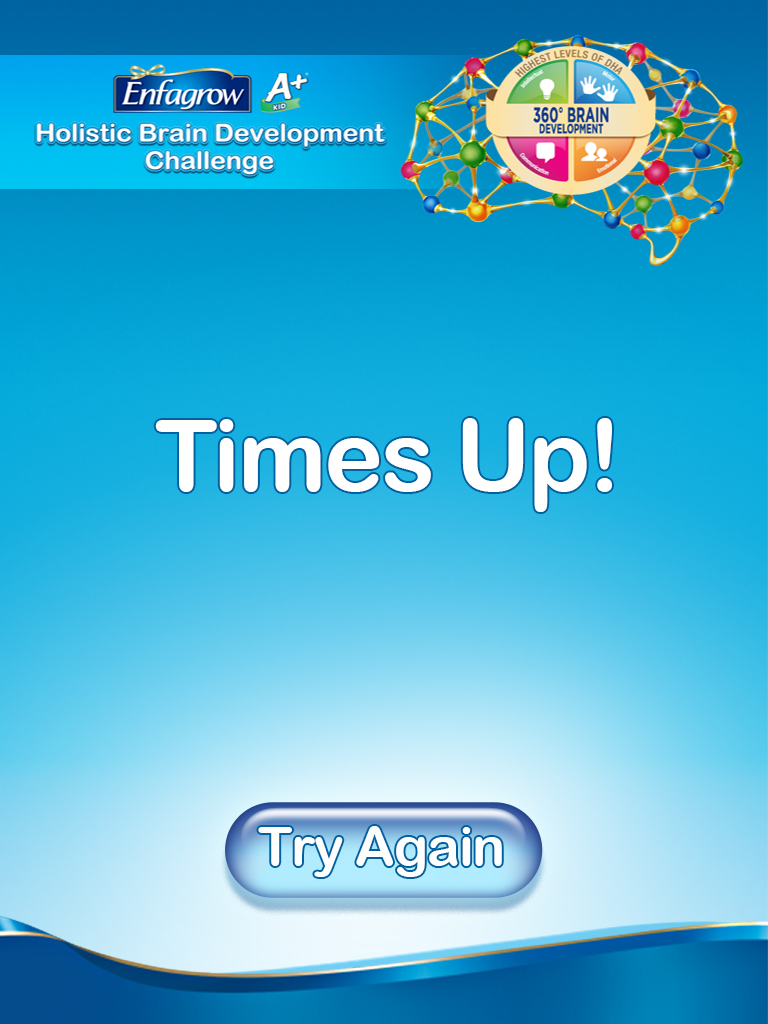 Enfagrow A+
KID
Holistic Brain Development
Challenge
HIGHEST LEVELS OF DHA
Intellectual
Motor
360° BRAIN
DEVELOPMENT
Communication
Emotional
Times Up!
Try Again